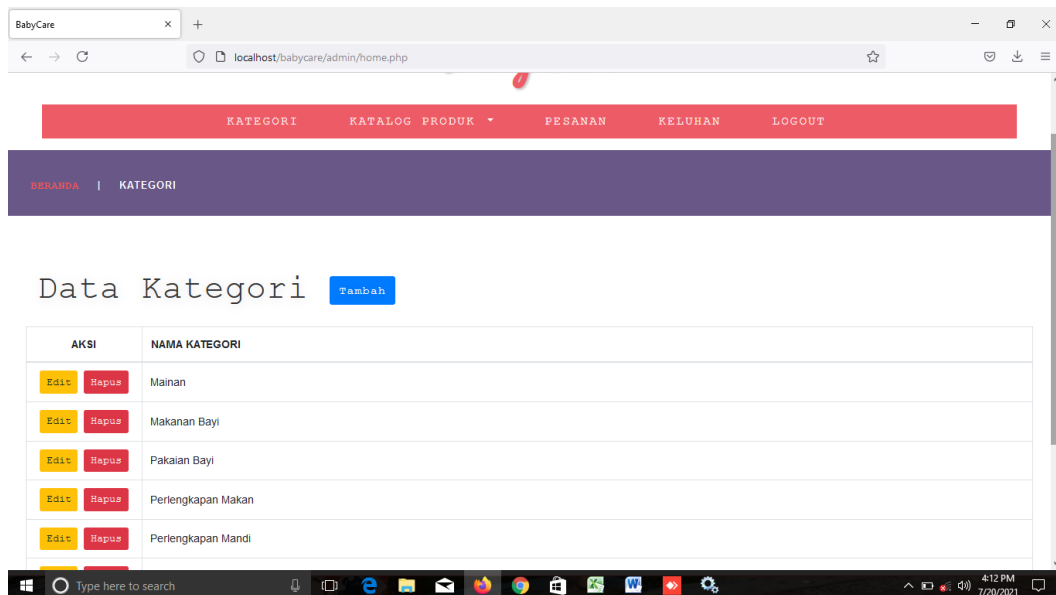 BabyCare
localhost/babycare/admin/home.php
KATEGORI KATALOG PRODUK PESANAN KELUHAN LOGOUT
BERANDA | KATEGORI
Data Kategori Tambah
AKSI NAMA KATEGORI
Edit Hapus Mainan
Edit Hapus Makanan Bayi
Edit Hapus Pakaian Bayi
Edit Hapus Perlengkapan Makan
Edit Hapus Perlengkapan Mandi
Type here to search
4:12 PM
7/20/2021